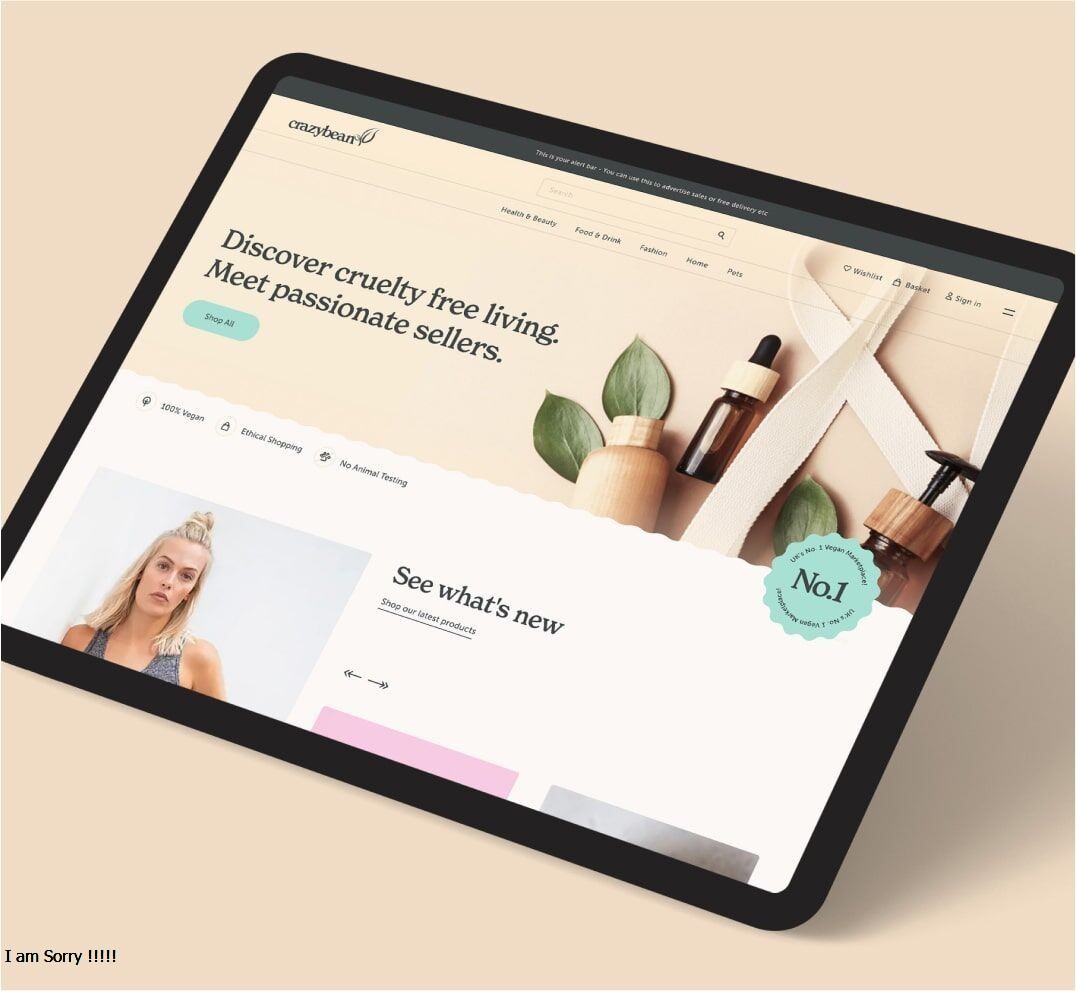 crazybean
This is your alert bar - You can use this to advertise sales or free delivery etc
Search
Health & Beauty
Food & Drink
Fashion
Home
Pets
Wishlist
Basket
Sign in
Discover cruelty free living.
Meet passionate sellers.
Shop All
100% Vegan
Ethical Shopping
No Animal Testing
See what's new
Shop our latest products
UK's No. 1 Vegan Marketplace!
No.1
UK's No. 1 Vegan Marketplace!
I am Sorry !!!!!